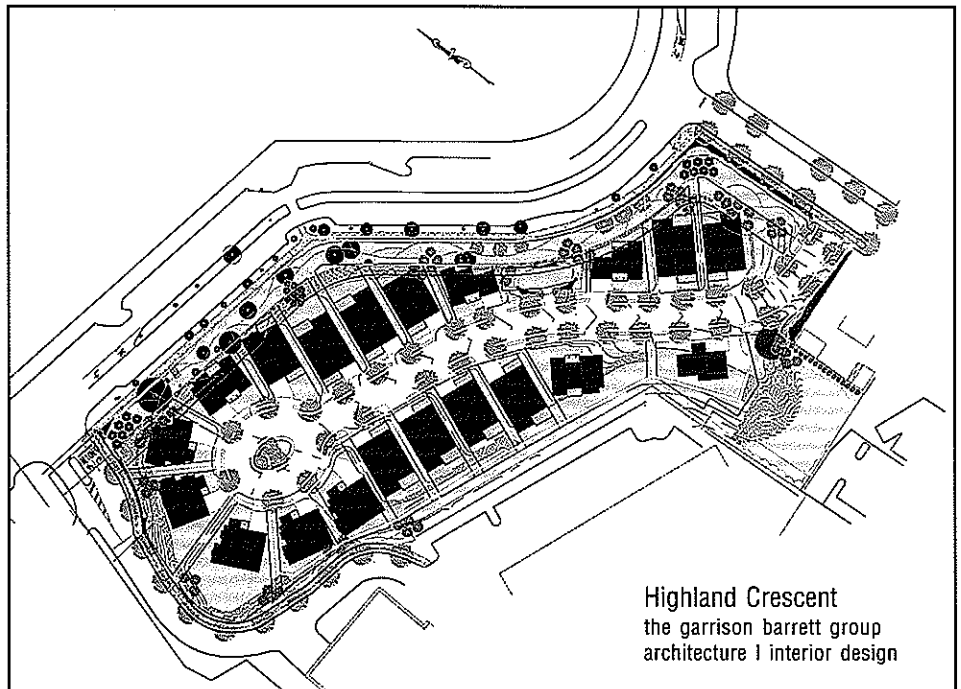 Highland Crescent
the garrison barrett group
architecture | interior design